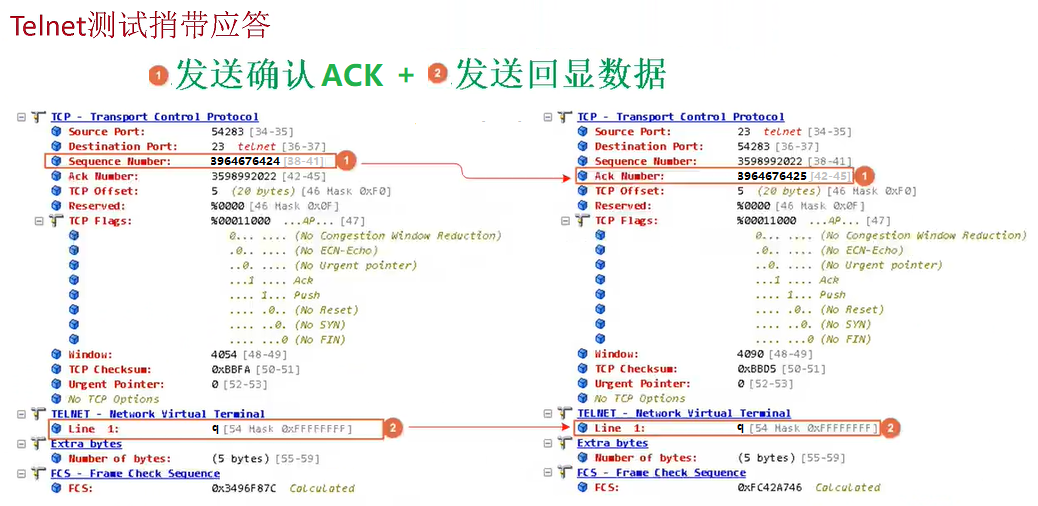 Telnet测试捎带应答
1 发送确认ACK + 2 发送回显数据
TCP - Transport Control Protocol
Source Port: 54283 [34-35]
Destination Port: 23 telnet [36-37]
Sequence Number: 3964676424 [38-41] 1
Ack Number: 3598992022 [42-45]
TCP Offset: 5 (20 bytes) [46 Mask 0xF0]
Reserved: %0000 [46 Mask 0x0F]
TCP Flags: %00011000 ...AP... [47]
0... .... (No Congestion Window Reduction)
.0.. .... (No ECN-Echo)
..0. .... (No Urgent pointer)
...1 .... Ack
.... 1... Push
.... .0.. (No Reset)
.... ..0. (No SYN)
.... ...0 (No FIN)
Window: 4054 [48-49]
TCP Checksum: 0xBBFA [50-51]
Urgent Pointer: 0 [52-53]
No TCP Options
TELNET - Network Virtual Terminal
Line 1: q [54 Mask 0xFFFFFFFF] 2
Extra bytes
Number of bytes: (5 bytes) [55-59]
FCS - Frame Check Sequence
FCS: 0x3496F87C Calculated
TCP - Transport Control Protocol
Source Port: 23 telnet [34-35]
Destination Port: 54283 [36-37]
Sequence Number: 3598992022 [38-41]
Ack Number: 3964676425 [42-45] 1
TCP Offset: 5 (20 bytes) [46 Mask 0xF0]
Reserved: %0000 [46 Mask 0x0F]
TCP Flags: %00011000 ...AP... [47]
0... .... (No Congestion Window Reduction)
.0.. .... (No ECN-Echo)
..0. .... (No Urgent pointer)
...1 .... Ack
.... 1... Push
.... .0.. (No Reset)
.... ..0. (No SYN)
.... ...0 (No FIN)
Window: 4090 [48-49]
TCP Checksum: 0xBBD5 [50-51]
Urgent Pointer: 0 [52-53]
No TCP Options
TELNET - Network Virtual Terminal
Line 1: q [54 Mask 0xFFFFFFFF] 2
Extra bytes
Number of bytes: (5 bytes) [55-59]
FCS - Frame Check Sequence
FCS: 0xFC42A746 Calculated